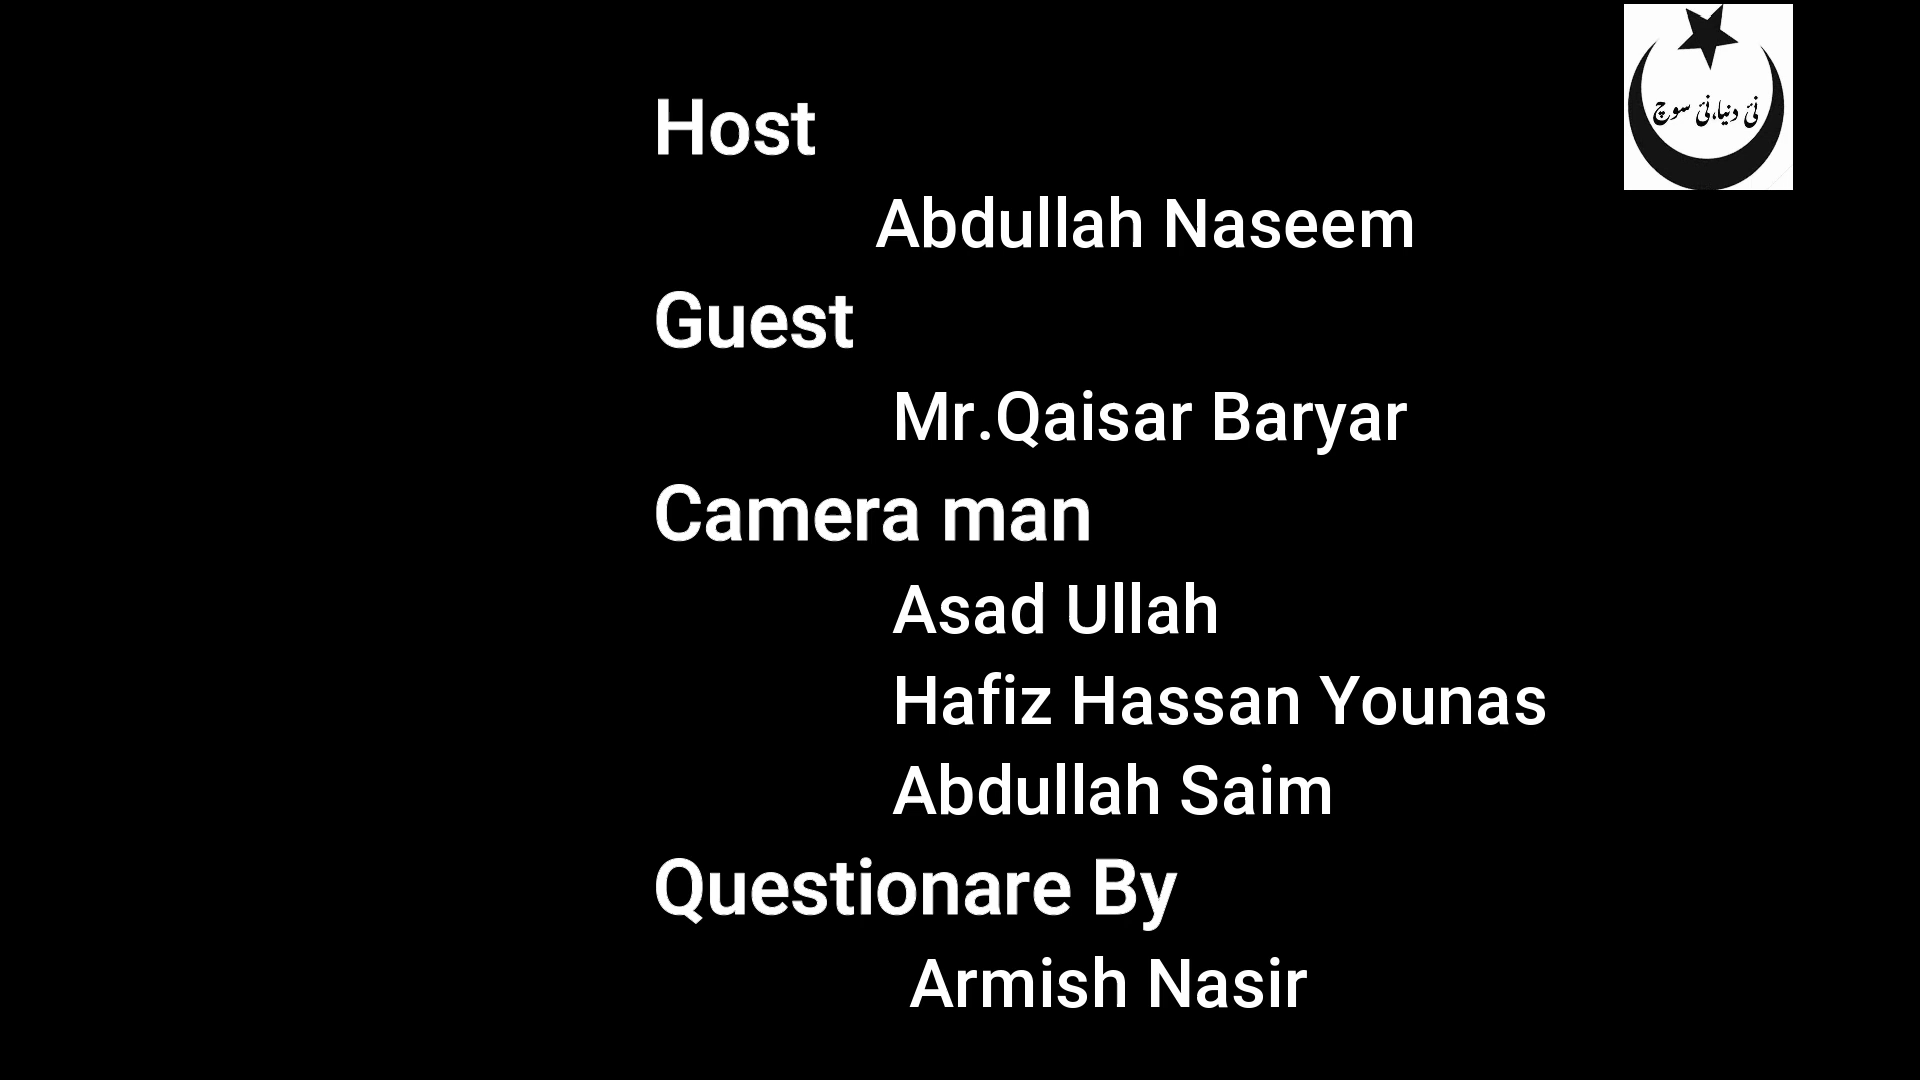 Host
Abdullah Naseem
Guest
Mr.Qaisar Baryar
Camera man
Asad Ullah
Hafiz Hassan Younas
Abdullah Saim
Questionare By
Armish Nasir
نئی دنیا،نئی سوچ